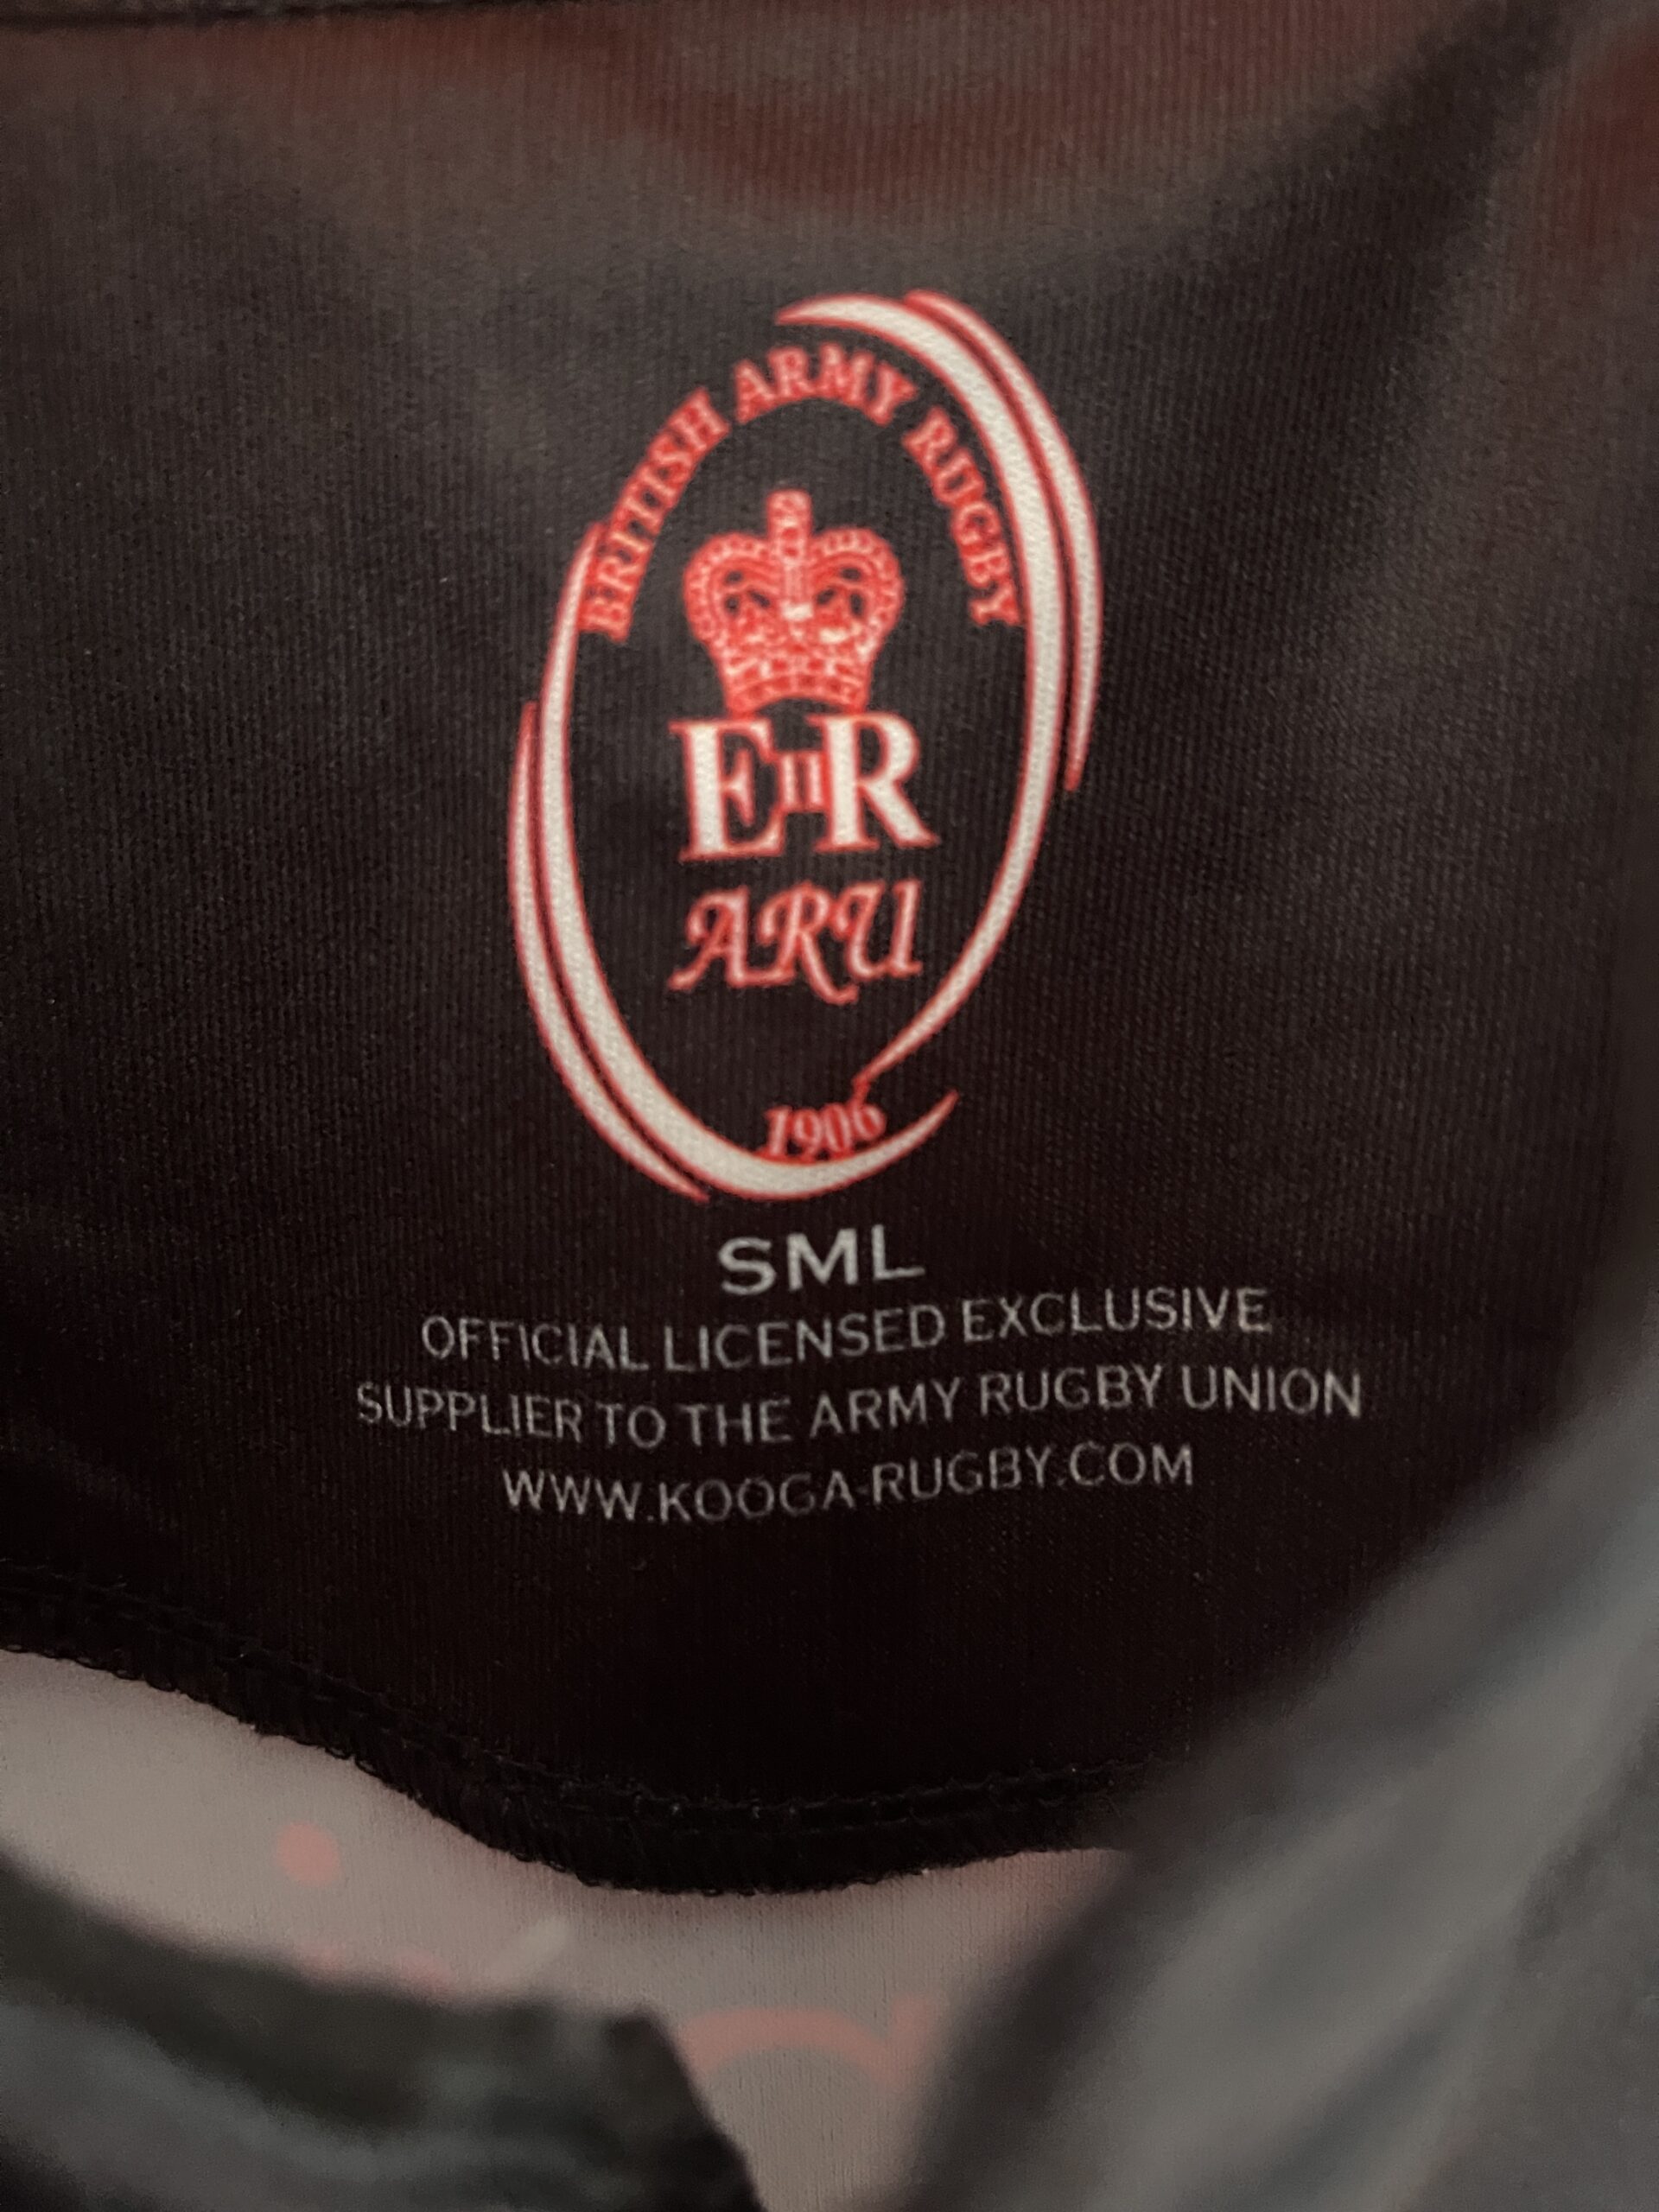 BRITISH ARMY RUGBY
EIIR
ARU
1906
SML
OFFICIAL LICENSED EXCLUSIVE
SUPPLIER TO THE ARMY RUGBY UNION
WWW.KOOGA-RUGBY.COM